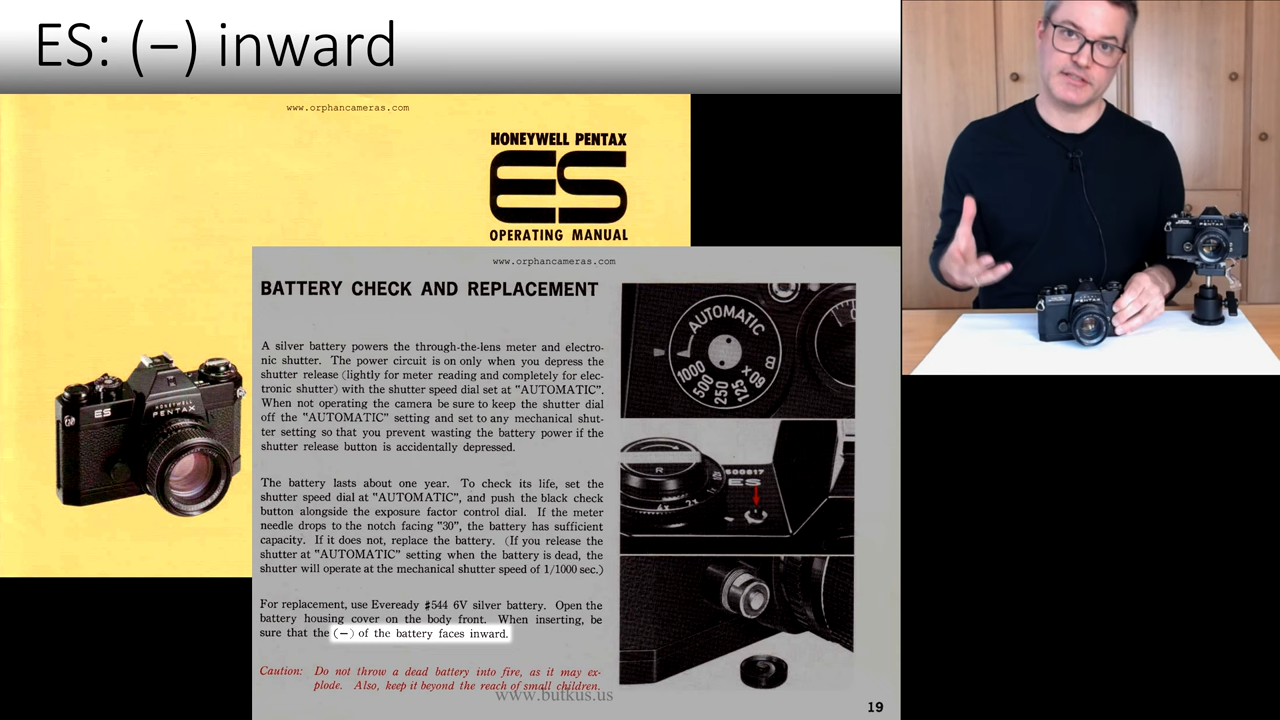 ES: (–) inward
www.orphancameras.com
HONEYWELL PENTAX
ES
OPERATING MANUAL
ES
HONEYWELL
PENTAX
www.orphancameras.com
BATTERY CHECK AND REPLACEMENT
A silver battery powers the through-the-lens meter and electro-
nic shutter. The power circuit is on only when you depress the
shutter release (lightly for meter reading and completely for elec-
tronic shutter) with the shutter speed dial set at "AUTOMATIC".
When not operating the camera be sure to keep the shutter dial
off the "AUTOMATIC" setting and set to any mechanical shut-
ter setting so that you prevent wasting the battery power if the
shutter release button is accidentally depressed.
The battery lasts about one year. To check its life, set the
shutter speed dial at "AUTOMATIC", and push the black check
button alongside the exposure factor control dial. If the meter
needle drops to the notch facing "30", the battery has sufficient
capacity. If it does not, replace the battery. (If you release the
shutter at "AUTOMATIC" setting when the battery is dead, the
shutter will operate at the mechanical shutter speed of 1/1000 sec.)
For replacement, use Eveready #544 6V silver battery. Open the
battery housing cover on the body front. When inserting, be
sure that the (−) of the battery faces inward.
Caution: Do not throw a dead battery into fire, as it may ex-
plode. Also, keep it beyond the reach of small children.
www.butkus.us
AUTOMATIC
L 1000 500 250 125 60 X B
R
4x 2x 1x
600817
ES
19
PENTAX